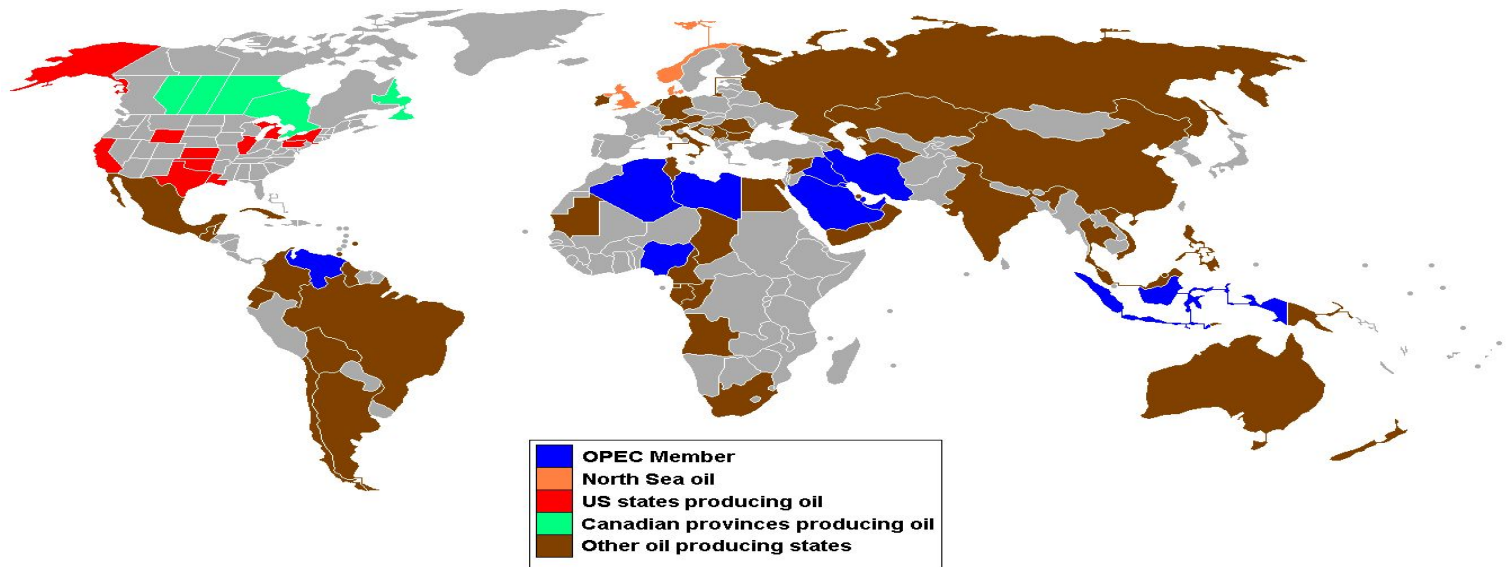 OPEC Member
North Sea oil
US states producing oil
Canadian provinces producing oil
Other oil producing states